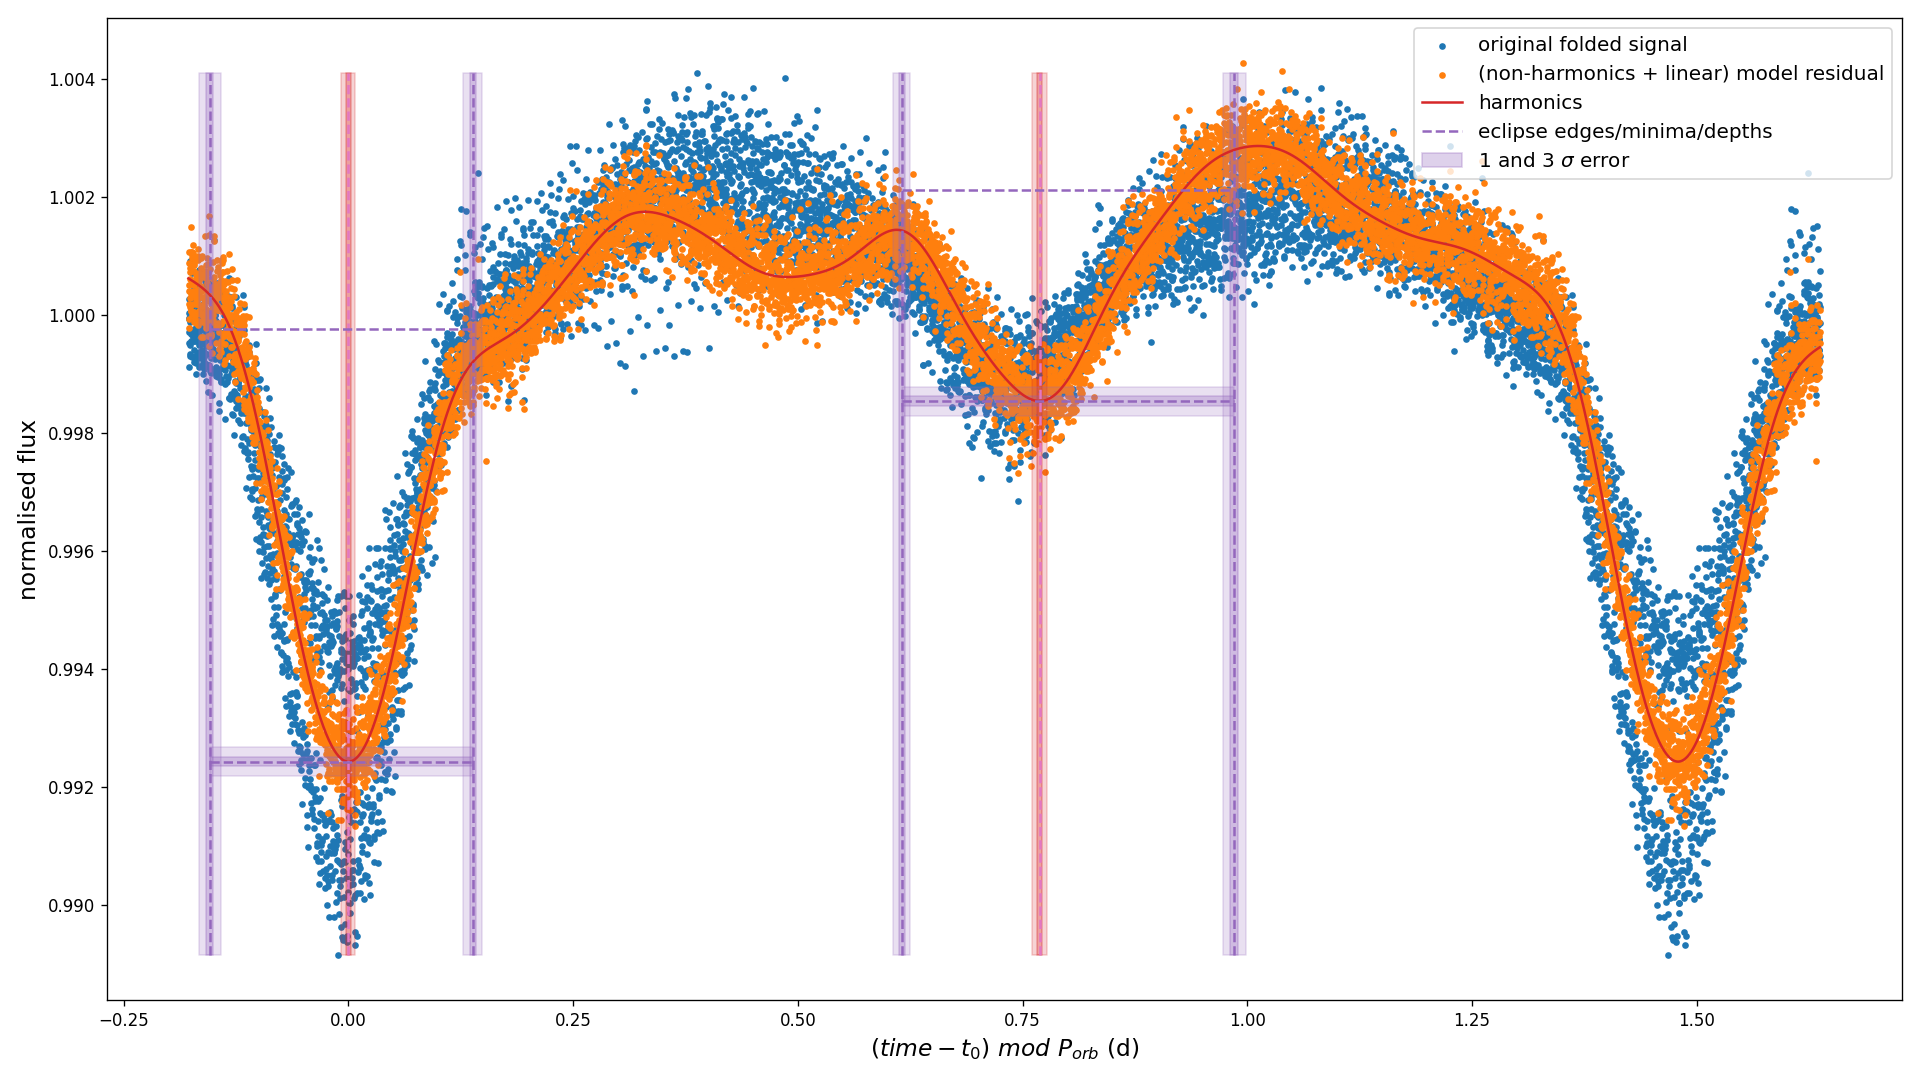 original folded signal
(non-harmonics + linear) model residual
harmonics
eclipse edges/minima/depths
1 and 3 σ error
normalised flux
1.004
1.002
1.000
0.998
0.996
0.994
0.992
0.990
−0.25 0.00 0.25 0.50 0.75 1.00 1.25 1.50
(time − t₀) mod Pₒᵣb (d)